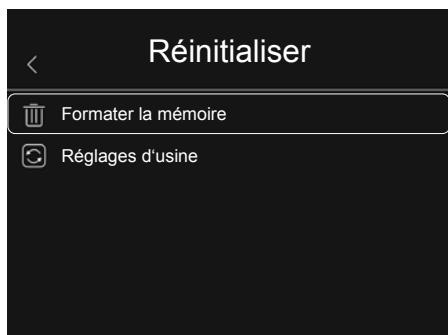 Réinitialiser
Formater la mémoire
Réglages d‘usine